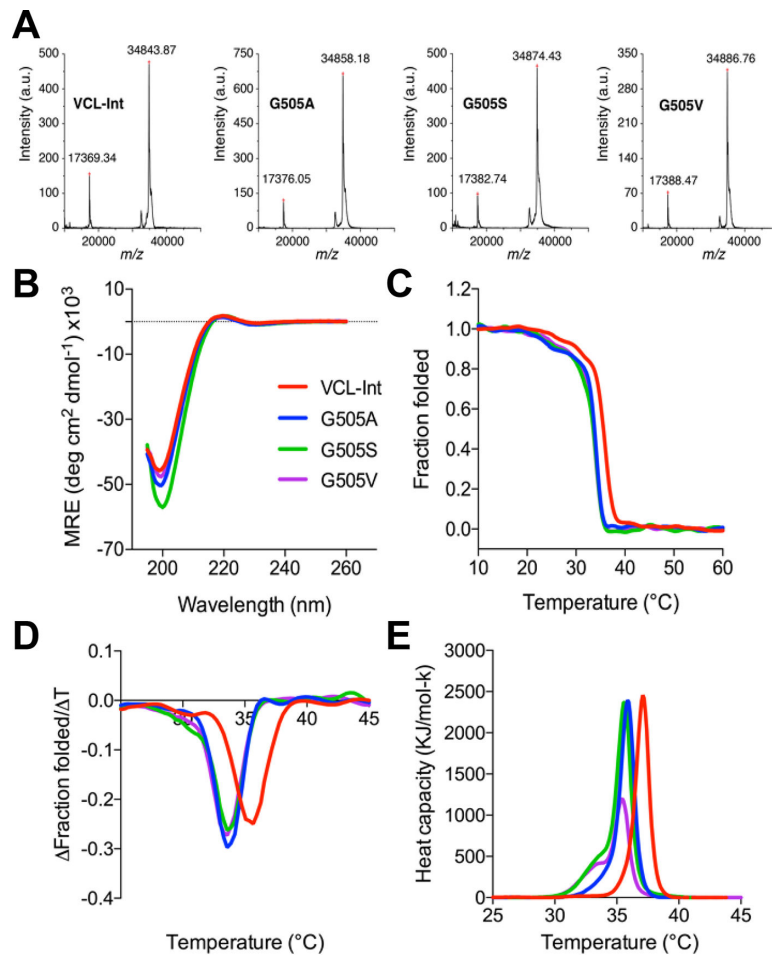 A
34843.87
34858.18
34874.43
34886.76
500
400
300
200
100
0
Intensity (a.u.)
VCL-Int
17369.34
20000
40000
m/z
750
600
450
300
150
0
Intensity (a.u.)
G505A
17376.05
20000
40000
m/z
500
400
300
200
100
0
Intensity (a.u.)
G505S
17382.74
20000
40000
m/z
350
280
210
140
70
0
Intensity (a.u.)
G505V
17388.47
20000
40000
m/z
B
10
-10
-30
-50
-70
MRE (deg cm2 dmol-1) x103
VCL-Int
G505A
G505S
G505V
200
220
240
260
Wavelength (nm)
C
1.2
1.0
0.8
0.6
0.4
0.2
0.0
Fraction folded
10
20
30
40
50
60
Temperature (°C)
D
0.1
0.0
-0.1
-0.2
-0.3
-0.4
ΔFraction folded/ΔT
30
35
40
45
Temperature (°C)
E
3000
2500
2000
1500
1000
500
0
Heat capacity (KJ/mol-k)
25
30
35
40
45
Temperature (°C)